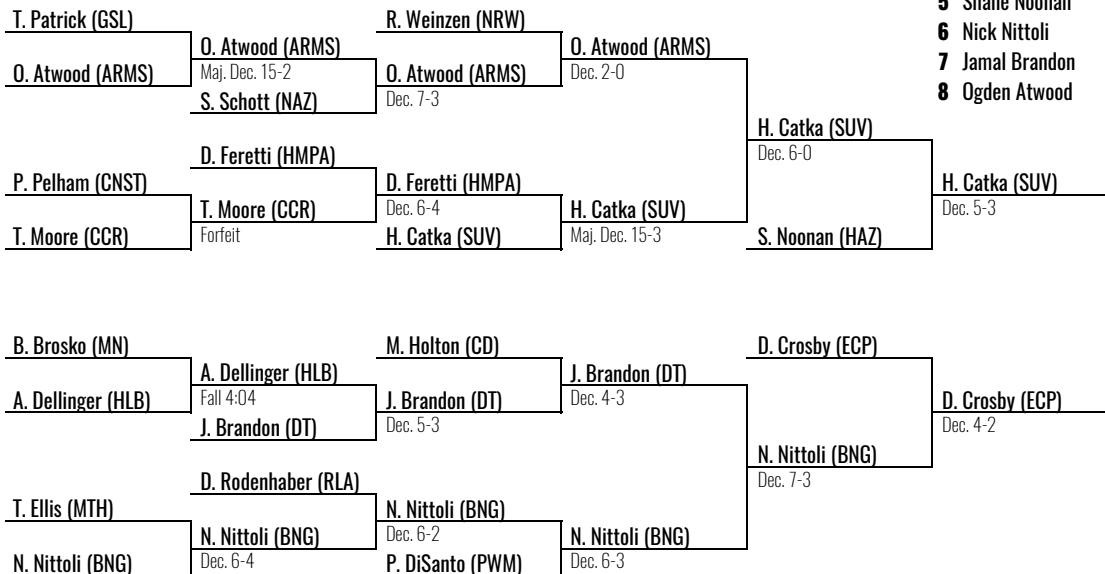 5 Shane Noonan
6 Nick Nittoli
7 Jamal Brandon
8 Ogden Atwood
T. Patrick (GSL)
O. Atwood (ARMS)
P. Pelham (CNST)
T. Moore (CCR)
O. Atwood (ARMS)
Maj. Dec. 15-2
S. Schott (NAZ)
D. Feretti (HMPA)
T. Moore (CCR)
Forfeit
R. Weinzen (NRW)
O. Atwood (ARMS)
Dec. 7-3
D. Feretti (HMPA)
Dec. 6-4
H. Catka (SUV)
O. Atwood (ARMS)
Dec. 2-0
H. Catka (SUV)
Maj. Dec. 15-3
H. Catka (SUV)
Dec. 6-0
S. Noonan (HAZ)
H. Catka (SUV)
Dec. 5-3
B. Brosko (MN)
A. Dellinger (HLB)
T. Ellis (MTH)
N. Nittoli (BNG)
A. Dellinger (HLB)
Fall 4:04
J. Brandon (DT)
D. Rodenhaber (RLA)
N. Nittoli (BNG)
Dec. 6-4
M. Holton (CD)
J. Brandon (DT)
Dec. 5-3
N. Nittoli (BNG)
Dec. 6-2
P. DiSanto (PWM)
J. Brandon (DT)
Dec. 4-3
N. Nittoli (BNG)
Dec. 6-3
D. Crosby (ECP)
N. Nittoli (BNG)
Dec. 7-3
D. Crosby (ECP)
Dec. 4-2